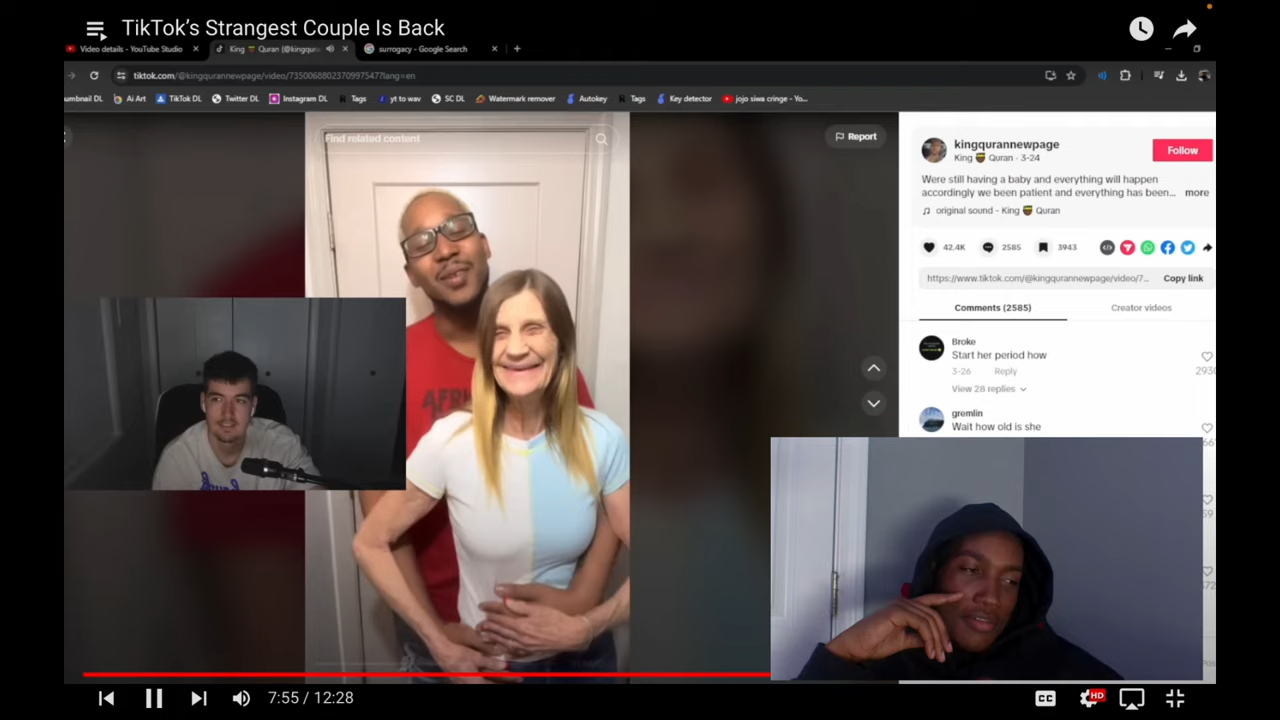 TikTok’s Strangest Couple Is Back
Video details - YouTube Studio
King Quran (@kingqura
surrogacy - Google Search
tiktok.com/@kingqurannewpage/video/7350068802370997547?lang=en
umbnail DL
Ai Art
TikTok DL
Twitter DL
Instagram DL
Tags
yt to wav
SC DL
Watermark remover
Autokey
Tags
Key detector
jojo siwa cringe - Yo...
Find related content
Report
kingqurannewpage
King Quran · 3-24
Follow
Were still having a baby and everything will happen
accordingly we been patient and everything has been...
more
original sound - King Quran
42.4K
2585
3943
https://www.tiktok.com/@kingqurannewpage/video/7...
Copy link
Comments (2585)
Creator videos
Broke
Start her period how
3-26
Reply
2930
View 28 replies
gremlin
Wait how old is she
AFRI
7:55 / 12:28
CC
HD